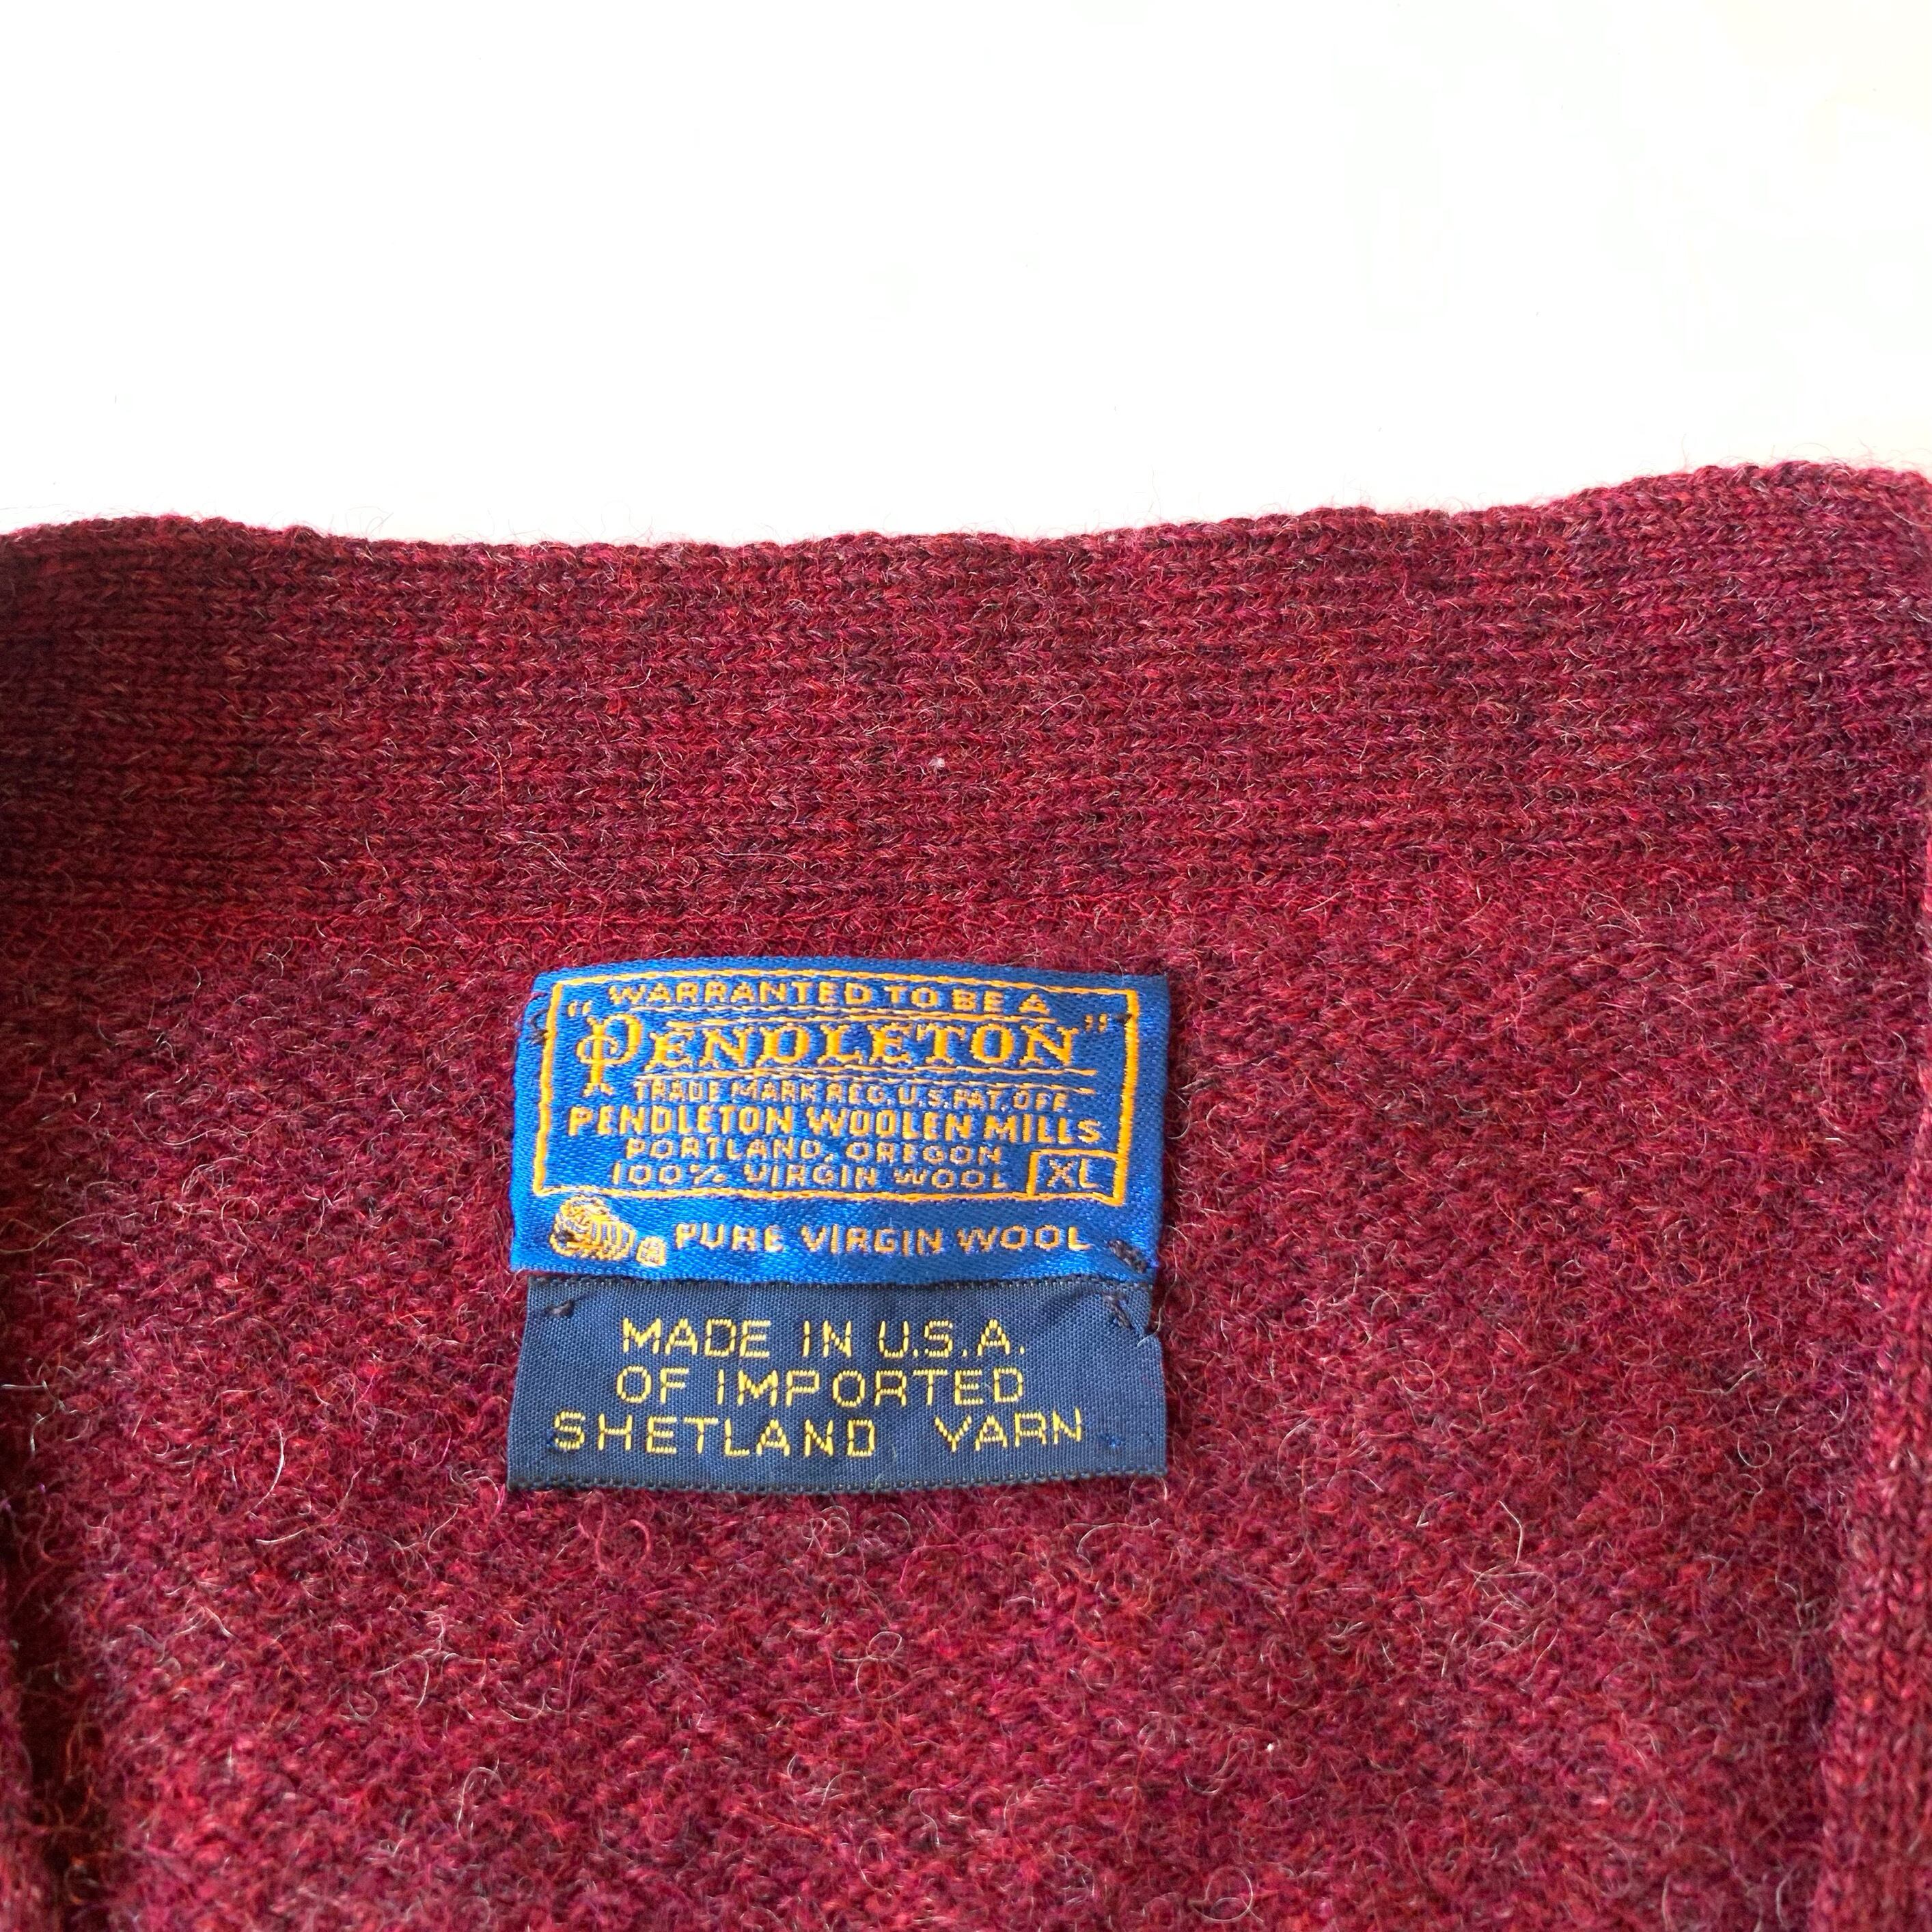 WARRANTED TO BE A
"PENDLETON"
TRADE MARK REG. U.S. PAT. OFF.
PENDLETON WOOLEN MILLS
PORTLAND, OREGON
100% VIRGIN WOOL XL
PURE VIRGIN WOOL
MADE IN U.S.A.
OF IMPORTED
SHETLAND YARN